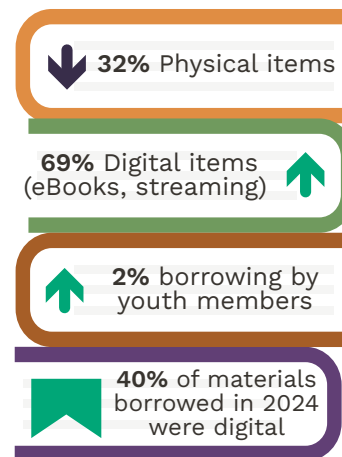 32% Physical items
69% Digital items
(eBooks, streaming)
2% borrowing by
youth members
40% of materials
borrowed in 2024
were digital